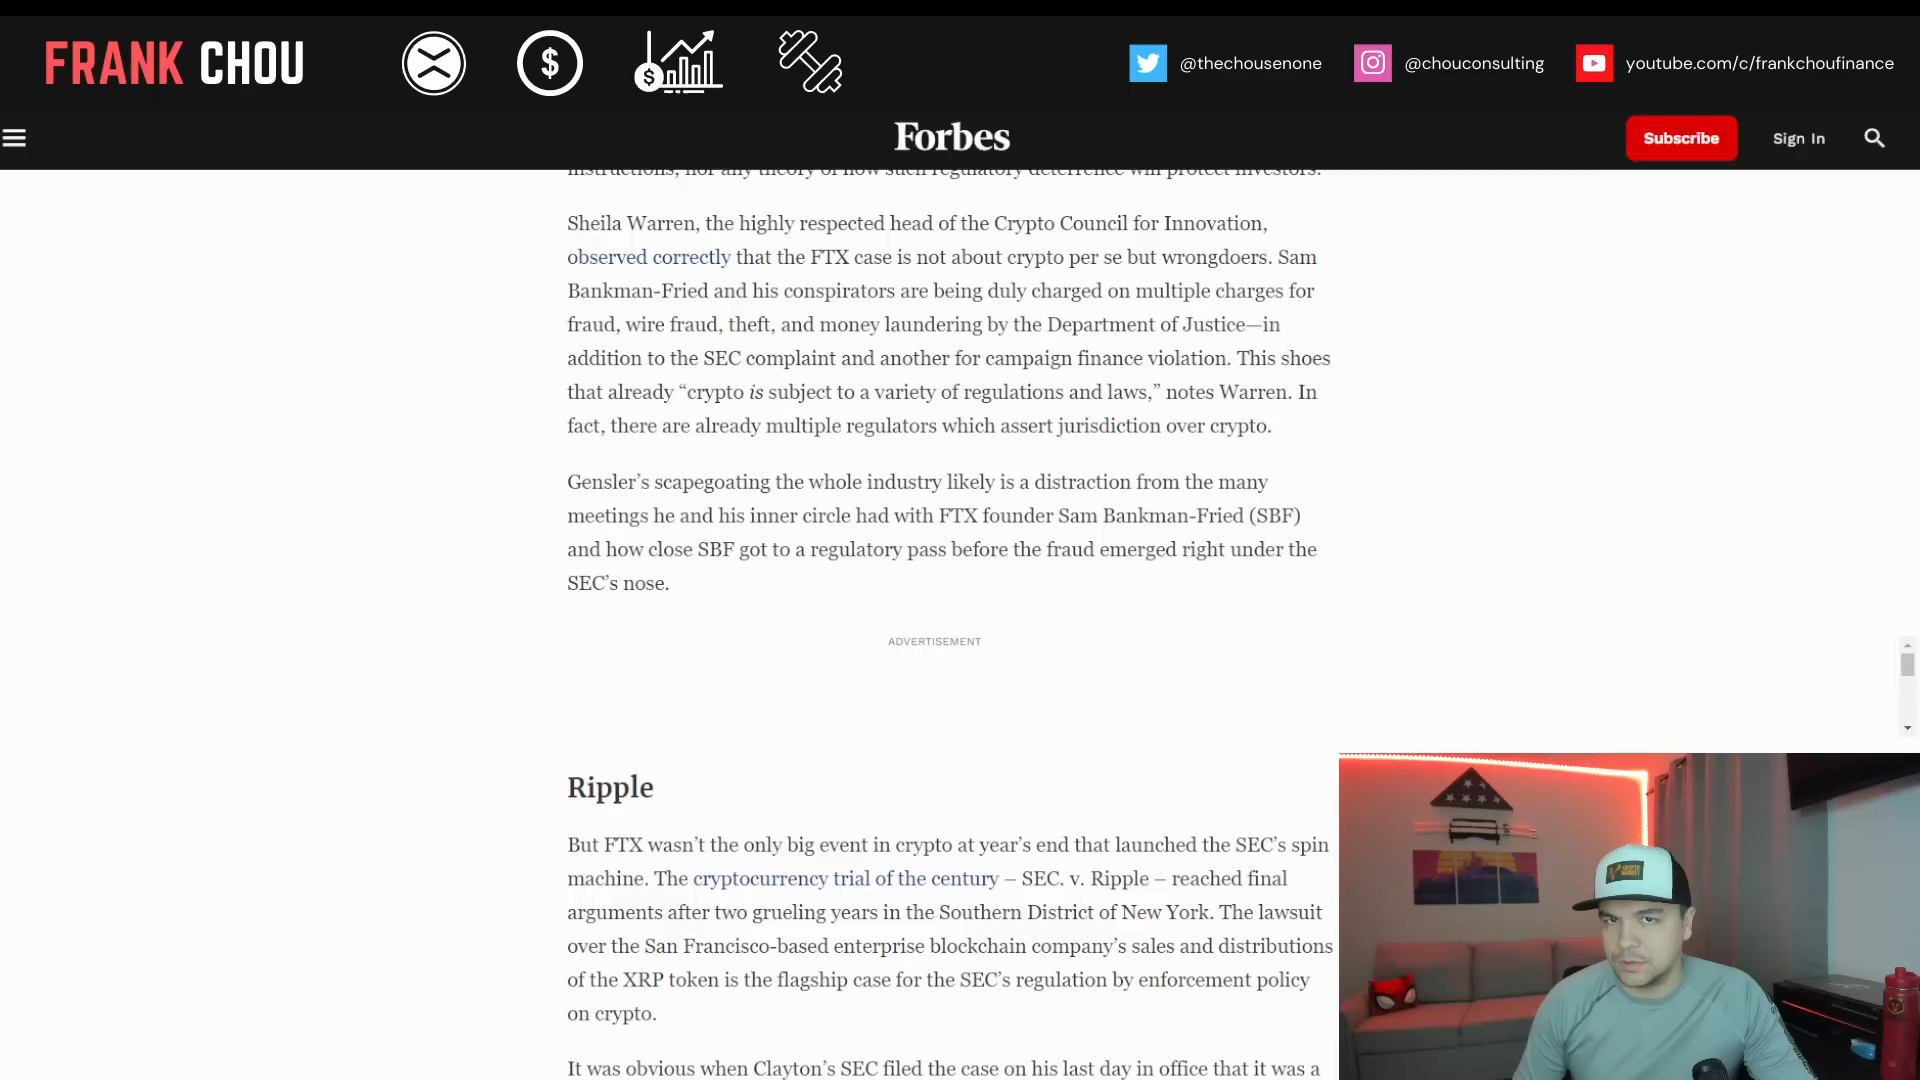 FRANK CHOU
@thechousenone
@chouconsulting
youtube.com/c/frankchoufinance
Forbes
Subscribe
Sign In
instructions, nor any theory of how such regulatory deterrence will protect investors.
Sheila Warren, the highly respected head of the Crypto Council for Innovation,
observed correctly that the FTX case is not about crypto per se but wrongdoers. Sam
Bankman-Fried and his conspirators are being duly charged on multiple charges for
fraud, wire fraud, theft, and money laundering by the Department of Justice—in
addition to the SEC complaint and another for campaign finance violation. This shoes
that already “crypto is subject to a variety of regulations and laws,” notes Warren. In
fact, there are already multiple regulators which assert jurisdiction over crypto.
Gensler’s scapegoating the whole industry likely is a distraction from the many
meetings he and his inner circle had with FTX founder Sam Bankman-Fried (SBF)
and how close SBF got to a regulatory pass before the fraud emerged right under the
SEC’s nose.
ADVERTISEMENT
Ripple
But FTX wasn’t the only big event in crypto at year’s end that launched the SEC’s spin
machine. The cryptocurrency trial of the century – SEC. v. Ripple – reached final
arguments after two grueling years in the Southern District of New York. The lawsuit
over the San Francisco-based enterprise blockchain company’s sales and distributions
of the XRP token is the flagship case for the SEC’s regulation by enforcement policy
on crypto.
It was obvious when Clayton’s SEC filed the case on his last day in office that it was a